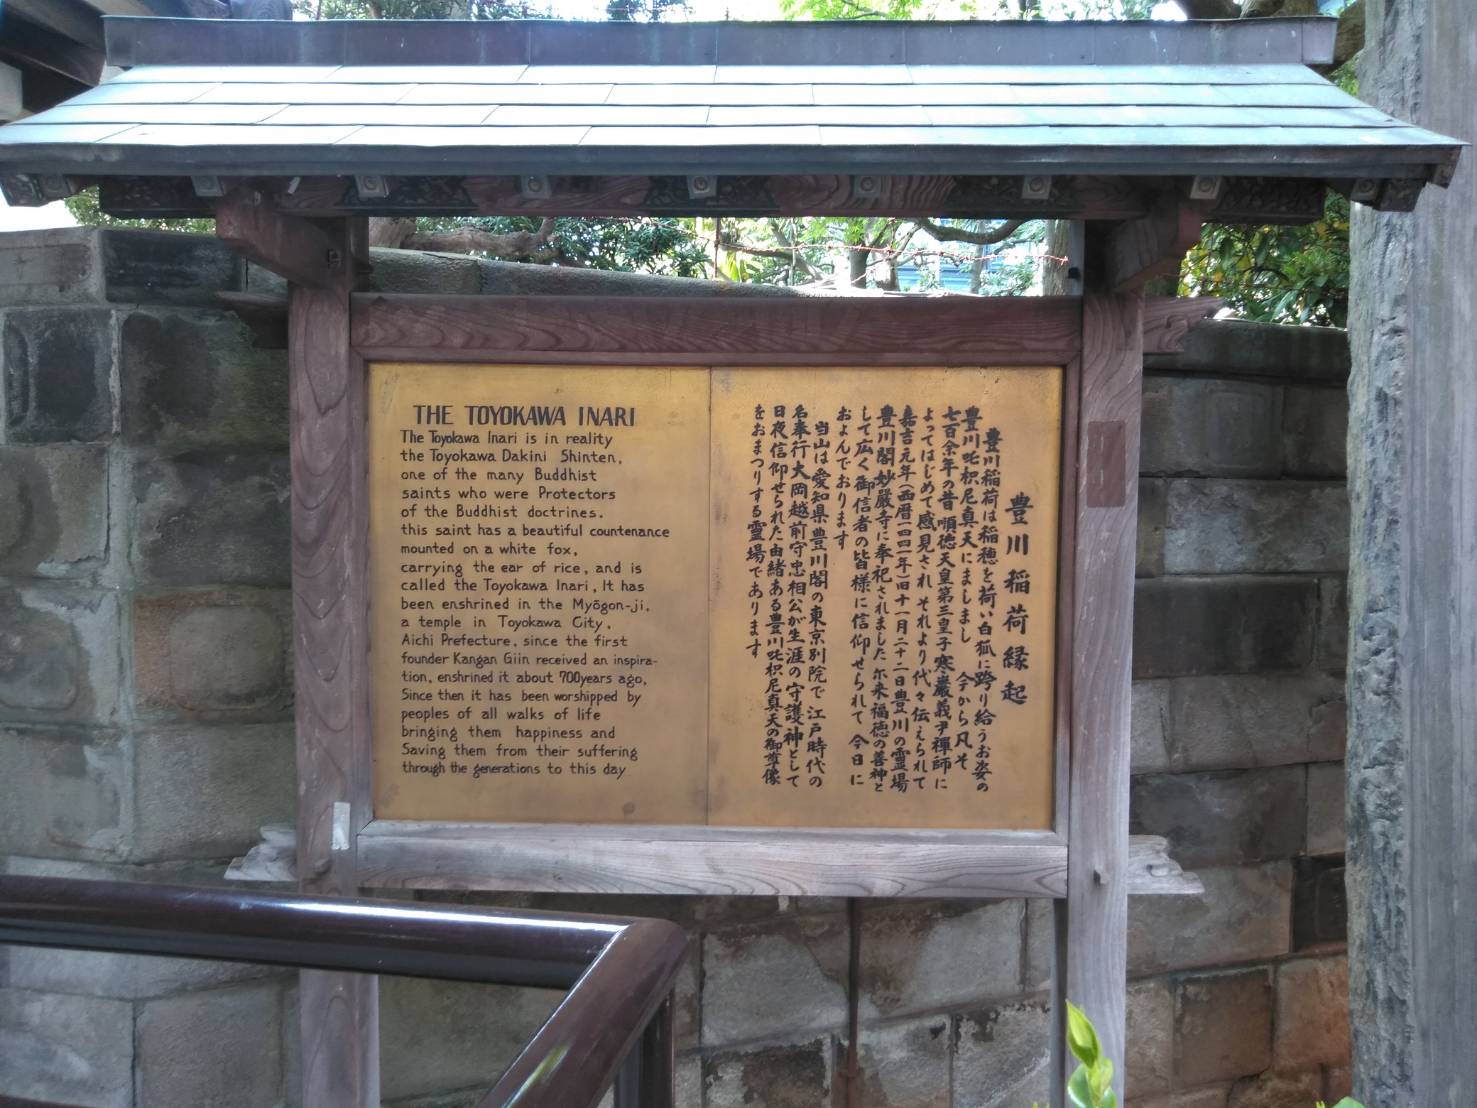 THE TOYOKAWA INARI
The Toyokawa Inari is in reality
the Toyokawa Dakini Shinten,
one of the many Buddhist
saints who were Protectors
of the Buddhist doctrines.
this saint has a beautiful countenance
mounted on a white fox,
carrying the ear of rice, and is
called the Toyokawa Inari, It has
been enshrined in the Myōgon-ji,
a temple in Toyokawa City,
Aichi Prefecture, since the first
founder Kangan Giin received an inspira-
tion, enshrined it about 700years ago,
Since then it has been worshipped by
peoples of all walks of life
bringing them happiness and
Saving them from their suffering
through the generations to this day
豊川稲荷縁起
豊川稲荷は稲穂を荷い白狐に跨り給うお姿の
豊川吒枳尼真天にましまし 今から凡そ
七百余年の昔 順徳天皇第三皇子寒巖義尹禅師に
よってはじめて感見され それより代々伝えられて
嘉吉元年(西暦一四四一年)旧十一月二十二日豊川の霊場
豊川閣妙厳寺に奉祀されました 尓来福徳の善神と
して広く御信者の皆様に信仰せられて 今日に
およんでおります
当山は愛知県豊川閣の東京別院で 江戸時代の
名奉行大岡越前守忠相公が生涯の守護神として
日夜信仰せられた由緒ある豊川吒枳尼真天の御尊像
をおまつりする霊場であります